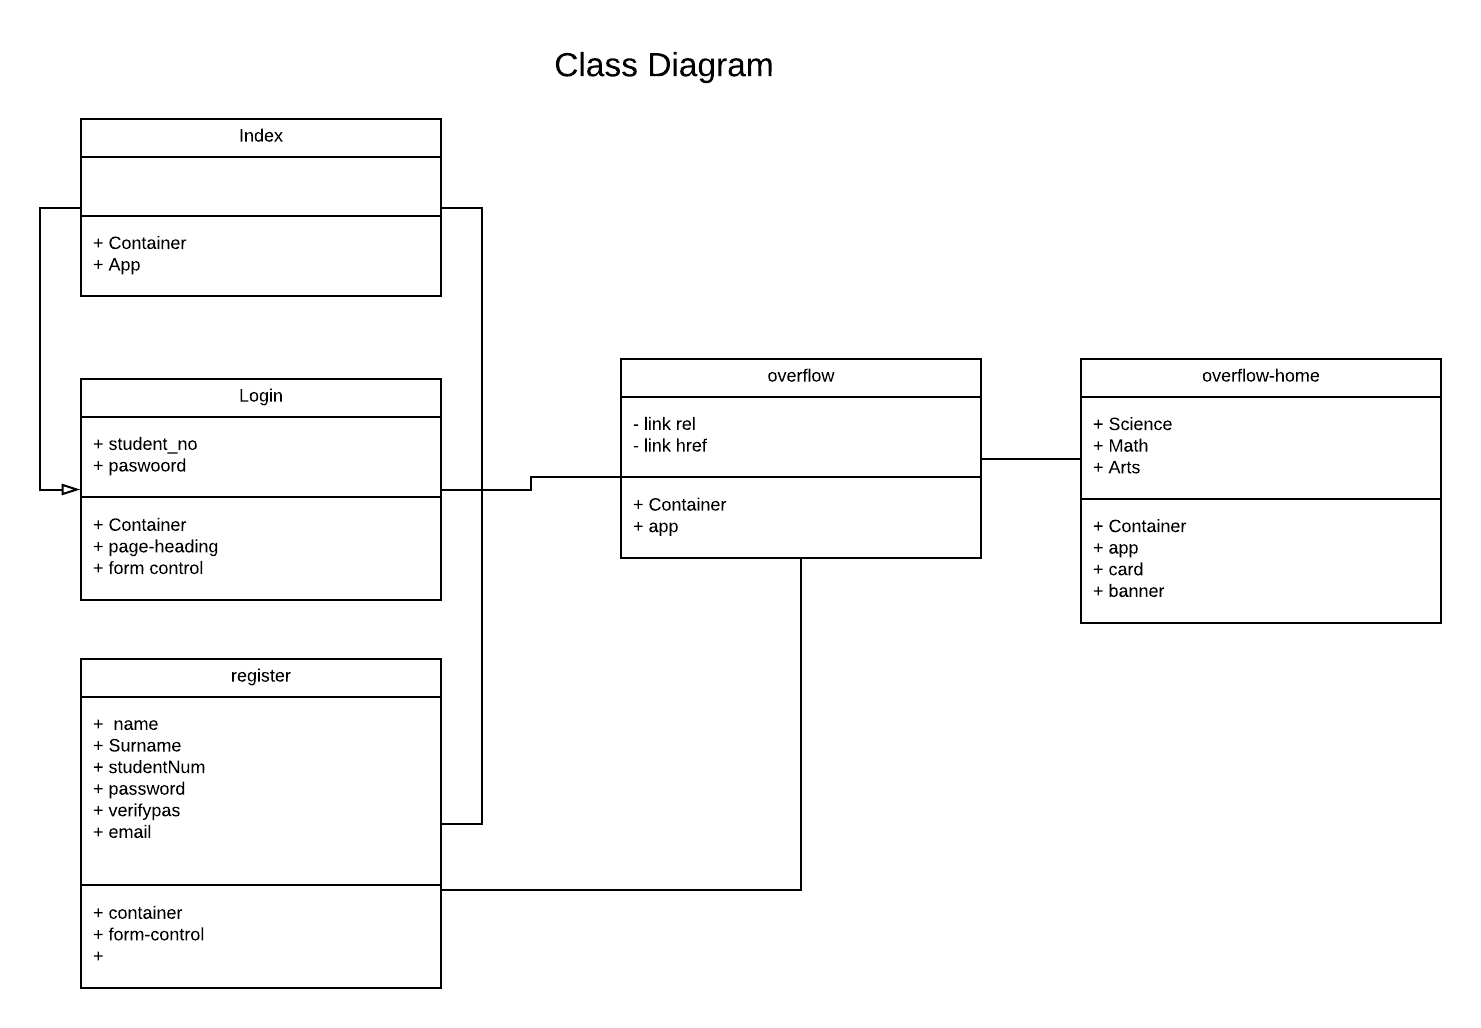 Class Diagram
Index
+ Container
+ App
Login
+ student_no
+ paswoord
+ Container
+ page-heading
+ form control
register
+  name
+ Surname
+ studentNum
+ password
+ verifypas
+ email
+ container
+ form-control
+
overflow
- link rel
- link href
+ Container
+ app
overflow-home
+ Science
+ Math
+ Arts
+ Container
+ app
+ card
+ banner